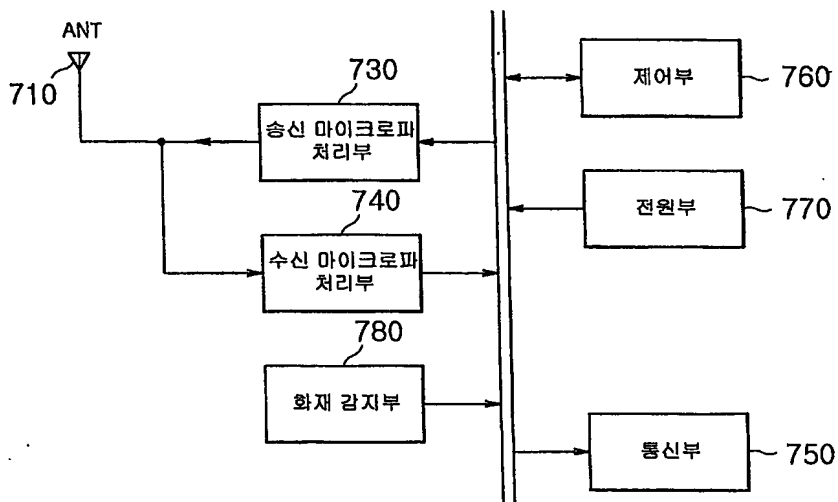 ANT
710
730
송신 마이크로파
처리부
740
수신 마이크로파
처리부
780
화재 감지부
제어부
760
전원부
770
통신부
750